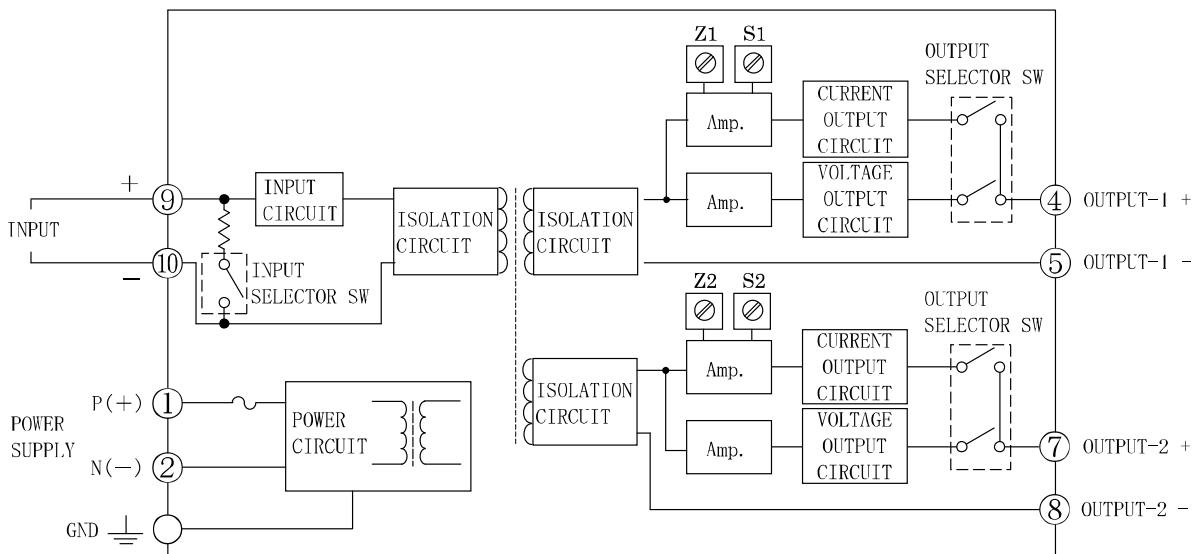 Z1 S1
OUTPUT
SELECTOR SW
Amp.
CURRENT
OUTPUT
CIRCUIT
INPUT
+
9
10
−
INPUT
CIRCUIT
INPUT
SELECTOR SW
ISOLATION
CIRCUIT
ISOLATION
CIRCUIT
Amp.
VOLTAGE
OUTPUT
CIRCUIT
4 OUTPUT-1 +
5 OUTPUT-1 -
Z2 S2
OUTPUT
SELECTOR SW
ISOLATION
CIRCUIT
Amp.
CURRENT
OUTPUT
CIRCUIT
Amp.
VOLTAGE
OUTPUT
CIRCUIT
7 OUTPUT-2 +
8 OUTPUT-2 -
POWER
SUPPLY
P(+) 1
N(-) 2
GND
POWER
CIRCUIT